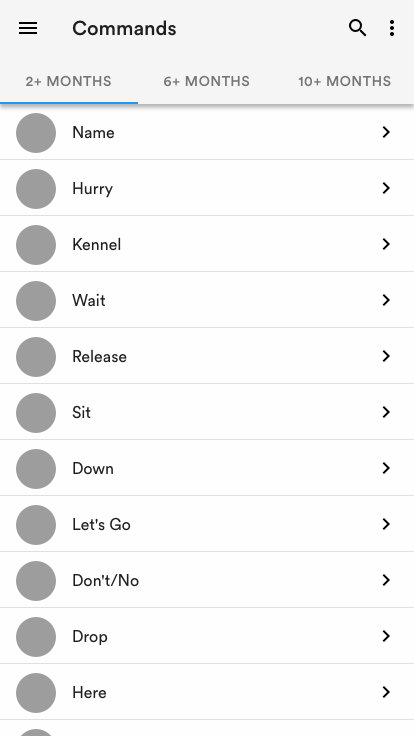 Commands
2+ MONTHS 6+ MONTHS 10+ MONTHS
Name
Hurry
Kennel
Wait
Release
Sit
Down
Let's Go
Don't/No
Drop
Here